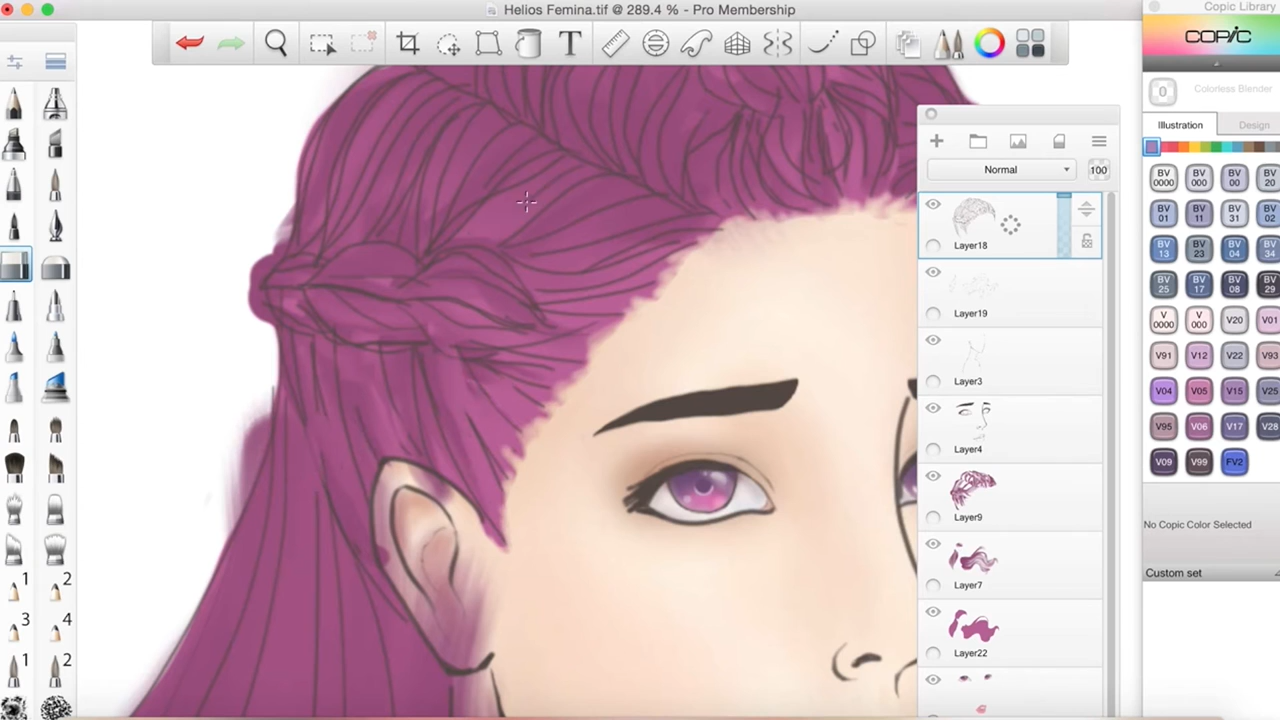 Helios Femina.tif @ 289.4 % - Pro Membership
Copic Library
COPIC
0
Colorless Blender
Illustration
Design
T
Normal
100
Layer18
Layer19
Layer3
Layer4
Layer9
Layer7
Layer22
BV 0000
BV 000
BV 00
BV 20
BV 01
BV 11
BV 31
BV 02
BV 13
BV 23
BV 04
BV 34
BV 25
BV 17
BV 08
BV 29
V 0000
V 000
V20
V01
V91
V12
V22
V93
V04
V05
V15
V25
V95
V06
V17
V28
V09
V99
FV2
No Copic Color Selected
Custom set
1
2
3
4
1
2